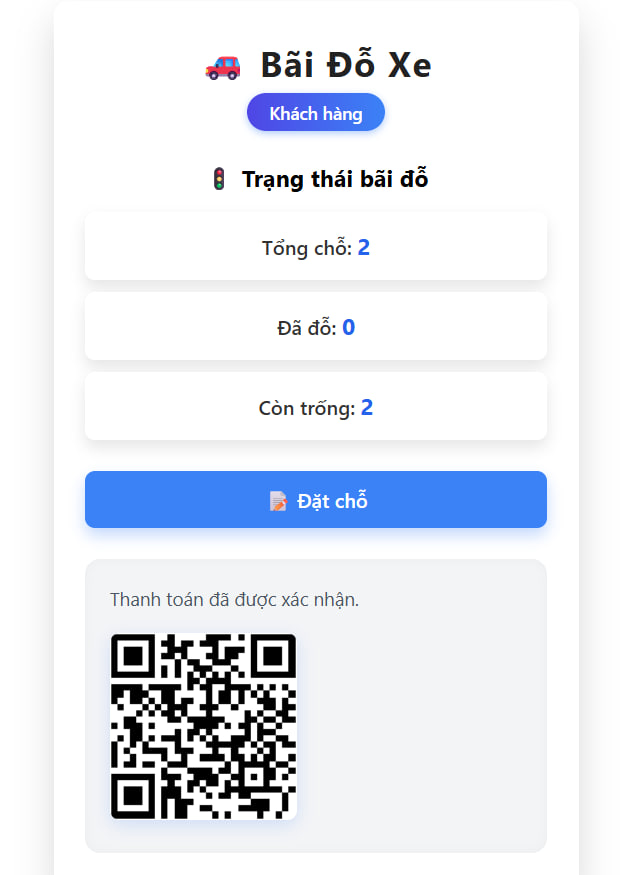 Bãi Đỗ Xe
Khách hàng
Trạng thái bãi đỗ
Tổng chỗ: 2
Đã đỗ: 0
Còn trống: 2
Đặt chỗ
Thanh toán đã được xác nhận.